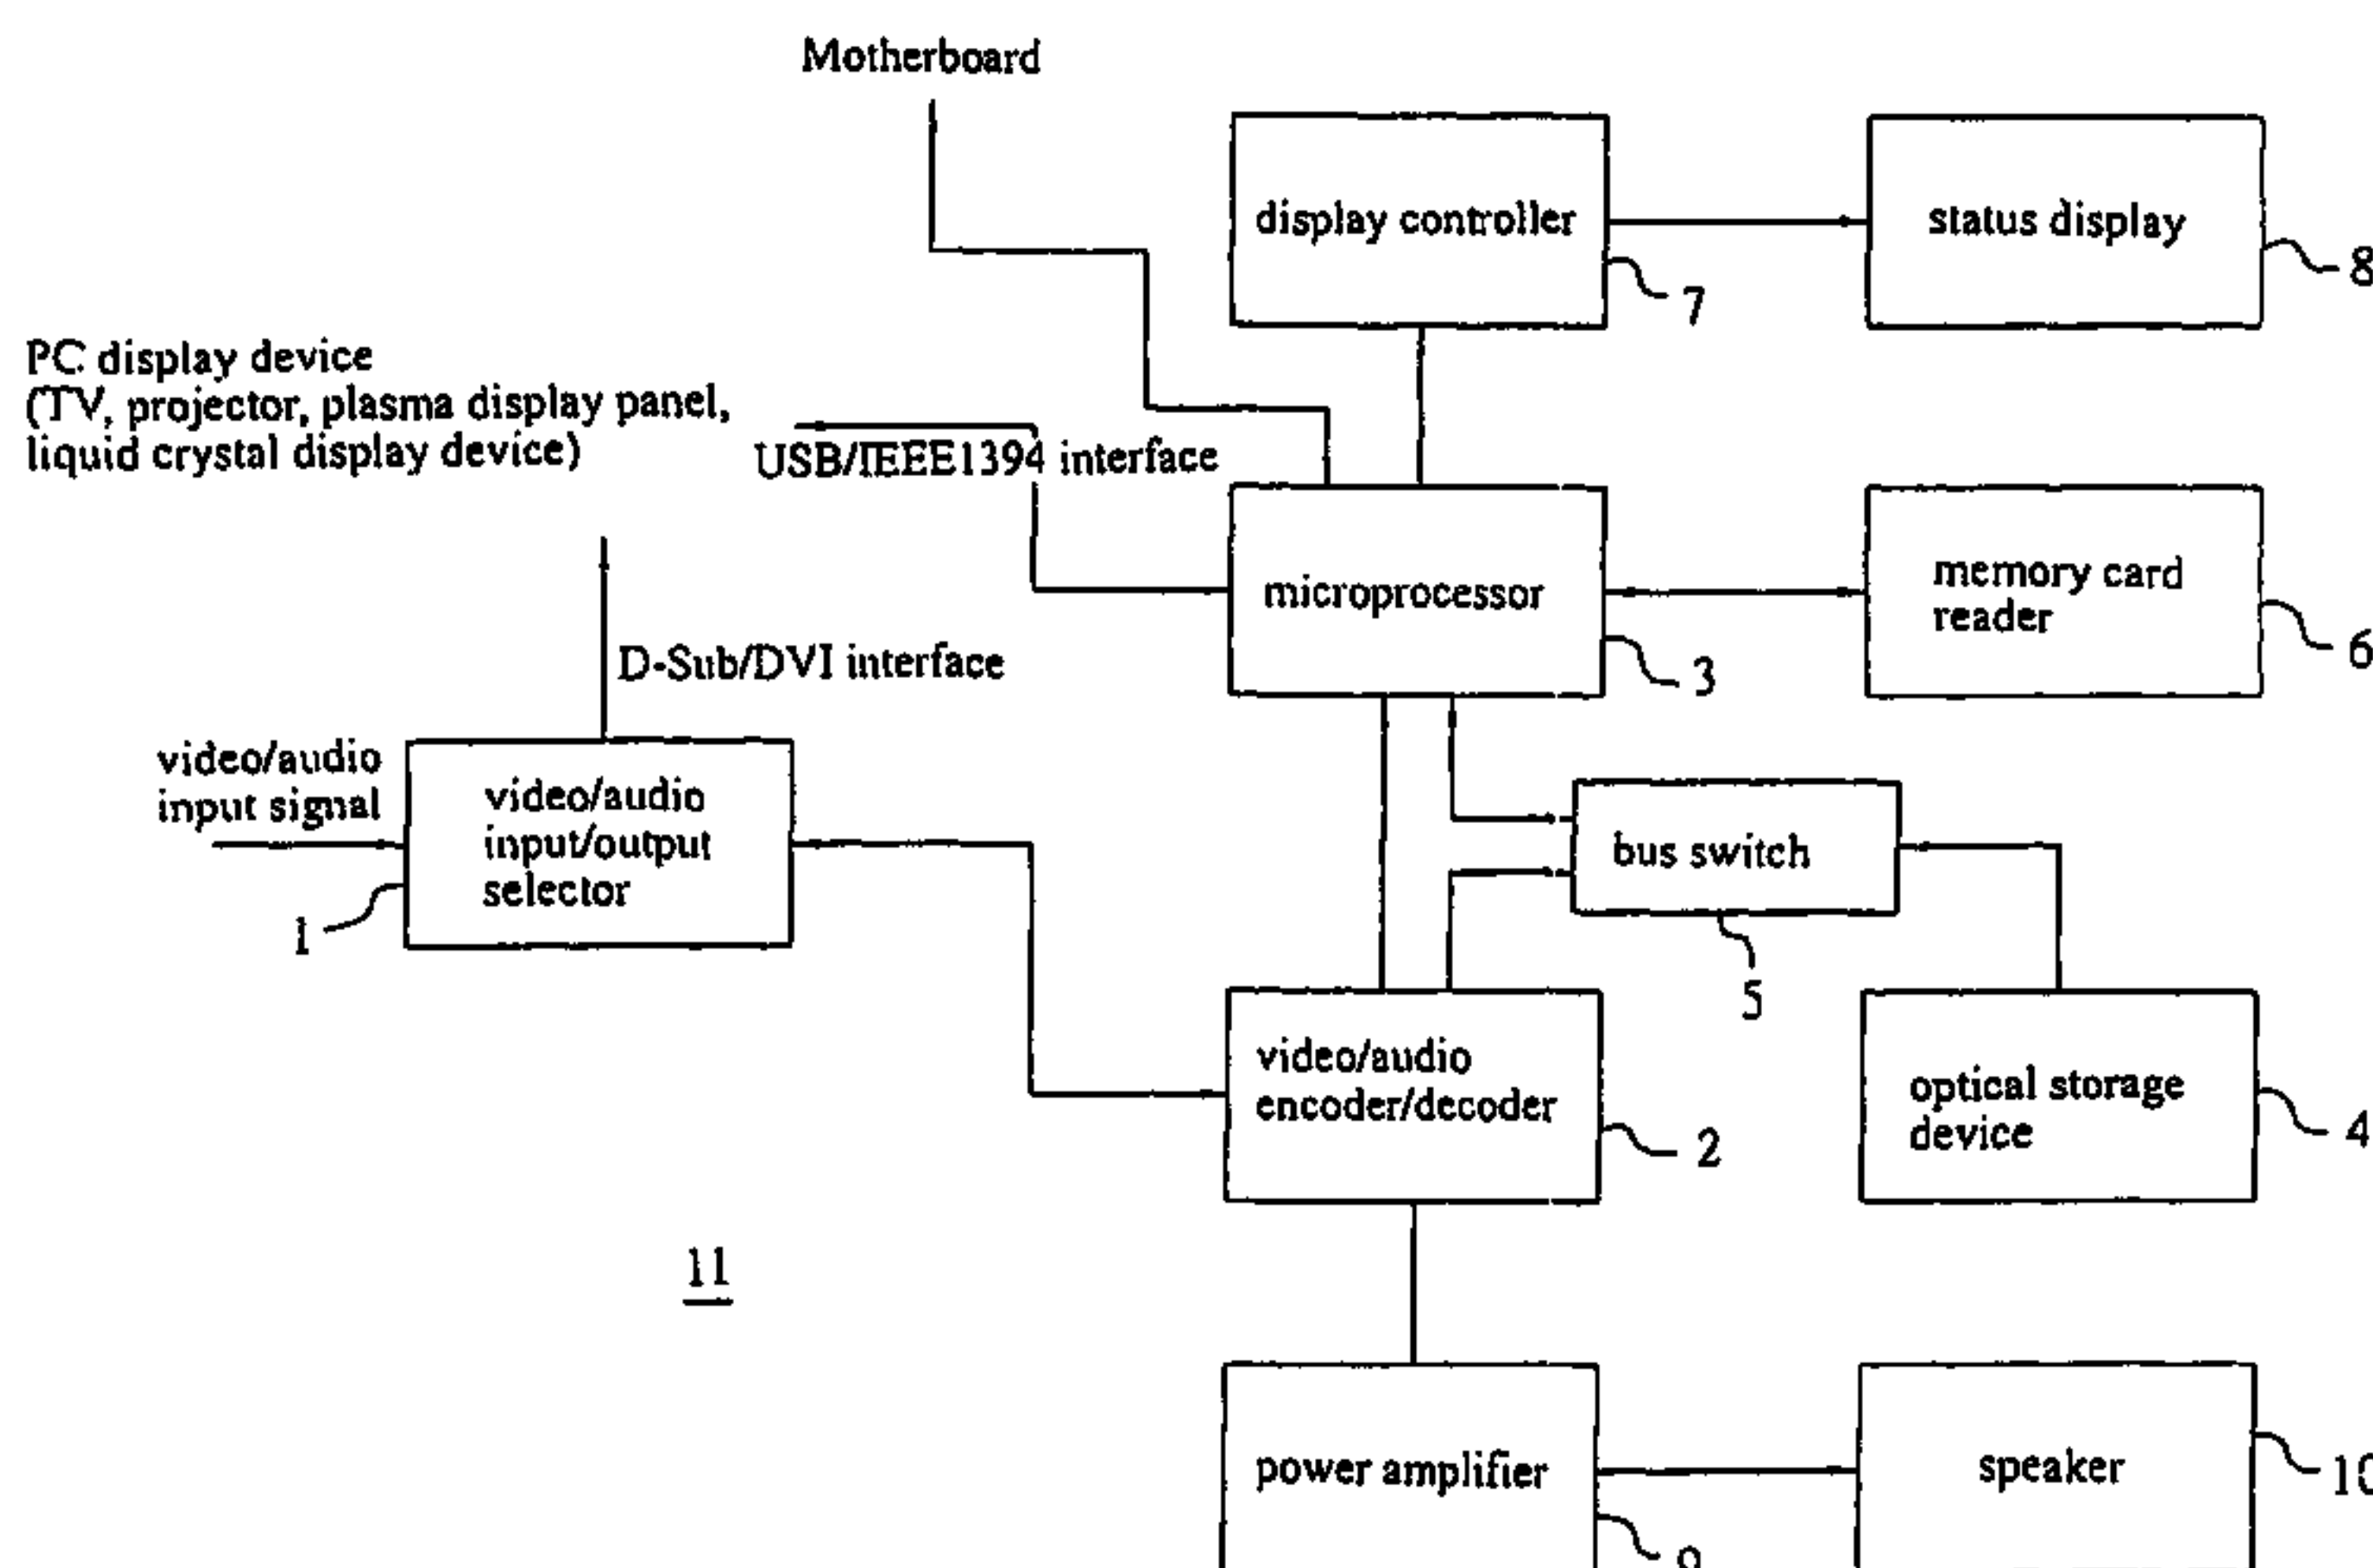 Motherboard
display controller
7
status display
8
PC display device
(TV, projector, plasma display panel,
liquid crystal display device)
USB/IEEE1394 interface
microprocessor
3
memory card
reader
6
D-Sub/DVI interface
video/audio
input signal
video/audio
input/output
selector
1
bus switch
5
video/audio
encoder/decoder
2
optical storage
device
4
11
power amplifier
9
speaker
10